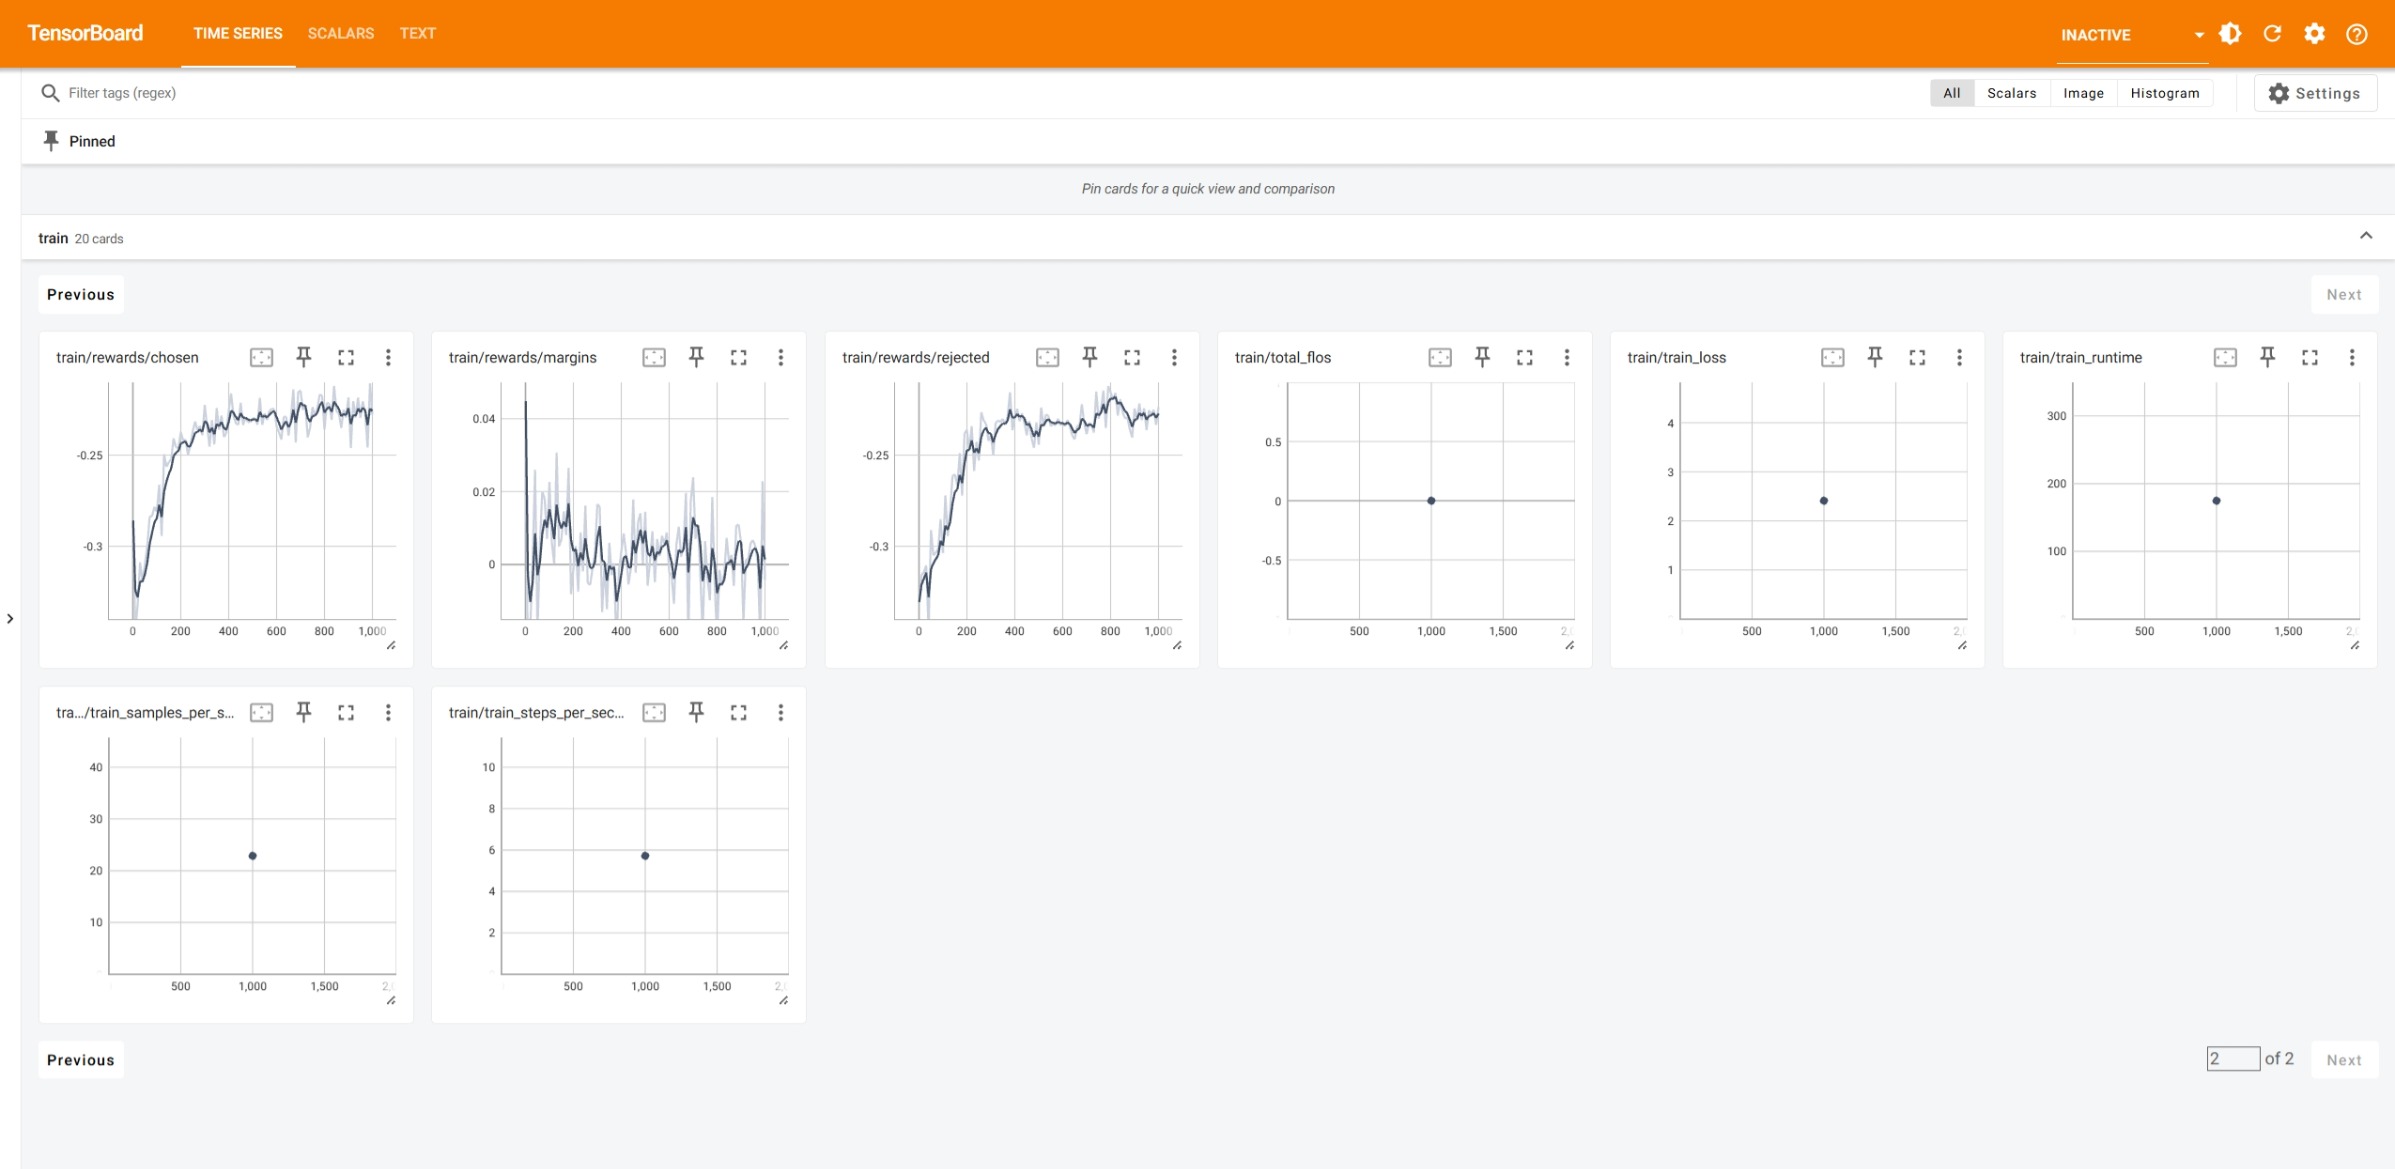 TensorBoard TIME SERIES SCALARS TEXT INACTIVE
Filter tags (regex) All Scalars Image Histogram Settings
Pinned
Pin cards for a quick view and comparison
train 20 cards
Previous Next
train/rewards/chosen
-0.25
-0.3
0 200 400 600 800 1,000
train/rewards/margins
0.04
0.02
0
0 200 400 600 800 1,000
train/rewards/rejected
-0.25
-0.3
0 200 400 600 800 1,000
train/total_flos
0.5
0
-0.5
500 1,000 1,500
train/train_loss
4
3
2
1
500 1,000 1,500
train/train_runtime
300
200
100
500 1,000 1,500
tra.../train_samples_per_s...
40
30
20
10
500 1,000 1,500
train/train_steps_per_sec...
10
8
6
4
2
500 1,000 1,500
Previous 2 of 2 Next